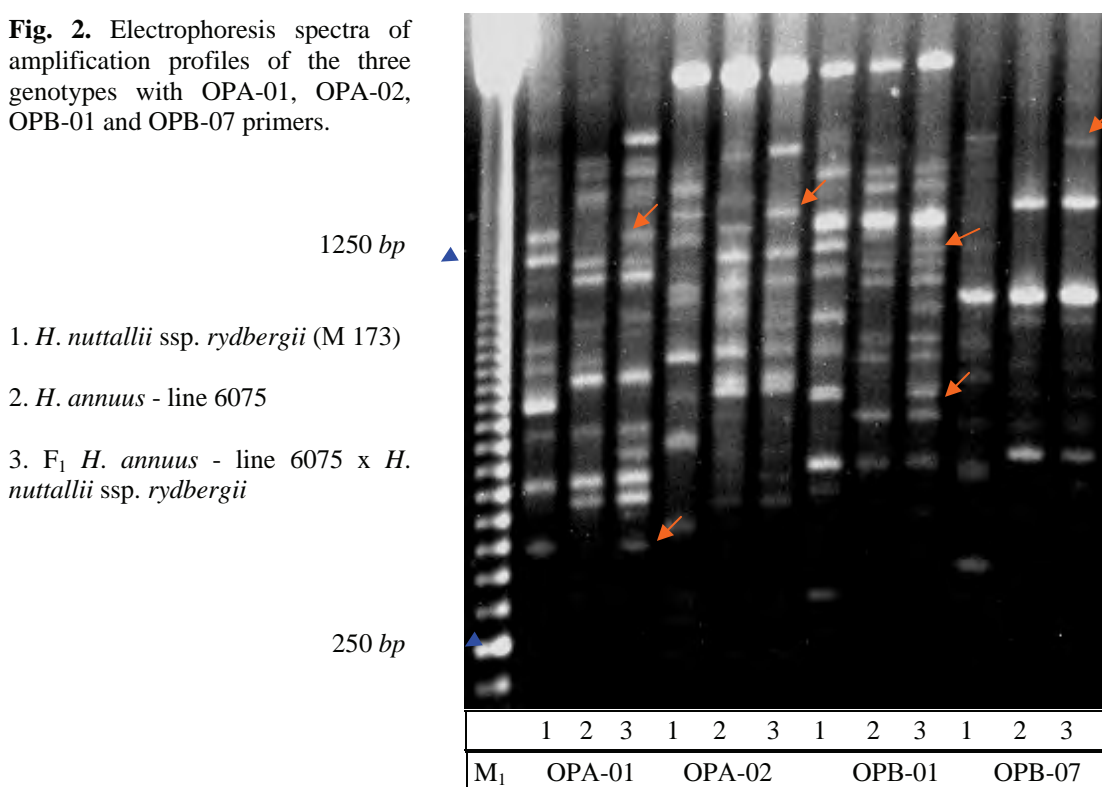 Fig. 2. Electrophoresis spectra of
amplification profiles of the three
genotypes with OPA-01, OPA-02,
OPB-01 and OPB-07 primers.
1250 bp
1. H. nuttallii ssp. rydbergii (M 173)
2. H. annuus - line 6075
3. F₁ H. annuus - line 6075 x H.
nuttallii ssp. rydbergii
250 bp
1 2 3 1 2 3 1 2 3 1 2 3
M₁ OPA-01 OPA-02 OPB-01 OPB-07